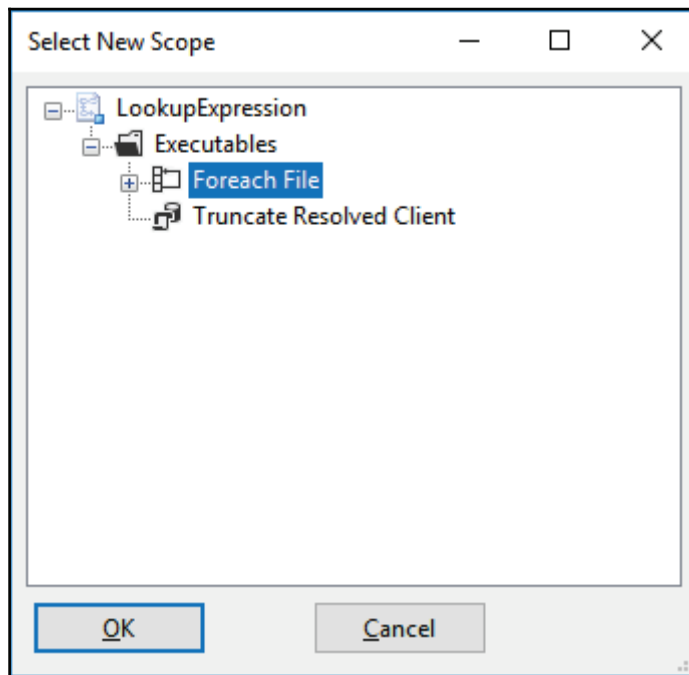 Select New Scope
LookupExpression
Executables
Foreach File
Truncate Resolved Client
OK
Cancel